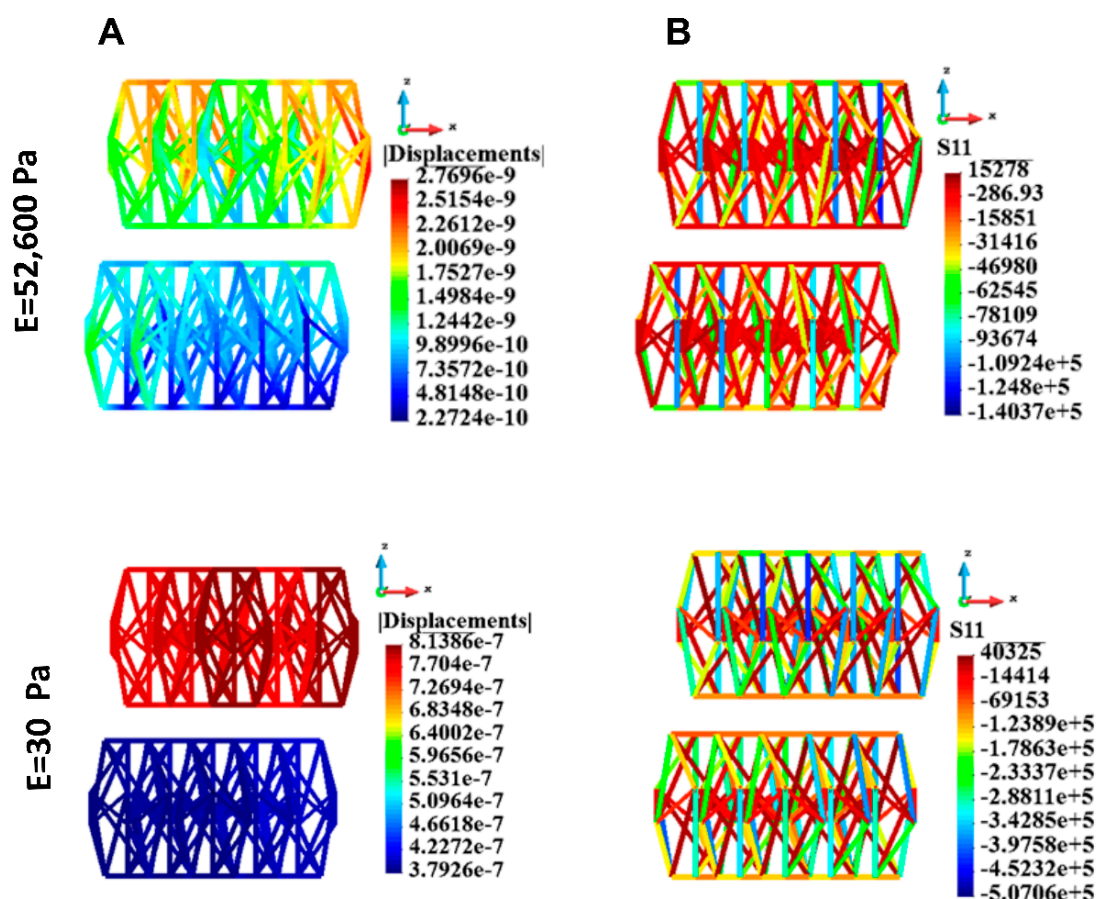 A
B
E=52,600 Pa
z
x
|Displacements|
2.7696e-9
2.5154e-9
2.2612e-9
2.0069e-9
1.7527e-9
1.4984e-9
1.2442e-9
9.8996e-10
7.3572e-10
4.8148e-10
2.2724e-10
z
x
S11
15278
-286.93
-15851
-31416
-46980
-62545
-78109
-93674
-1.0924e+5
-1.248e+5
-1.4037e+5
E=30 Pa
z
x
|Displacements|
8.1386e-7
7.704e-7
7.2694e-7
6.8348e-7
6.4002e-7
5.9656e-7
5.531e-7
5.0964e-7
4.6618e-7
4.2272e-7
3.7926e-7
z
x
S11
40325
-14414
-69153
-1.2389e+5
-1.7863e+5
-2.3337e+5
-2.8811e+5
-3.4285e+5
-3.9758e+5
-4.5232e+5
-5.0706e+5